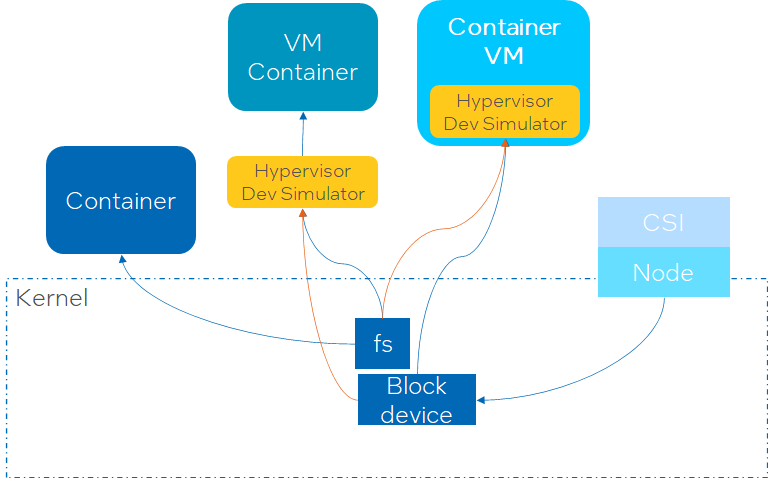 VM
Container
Container
VM
Hypervisor
Dev Simulator
Hypervisor
Dev Simulator
Container
CSI
Node
Kernel
fs
Block
device